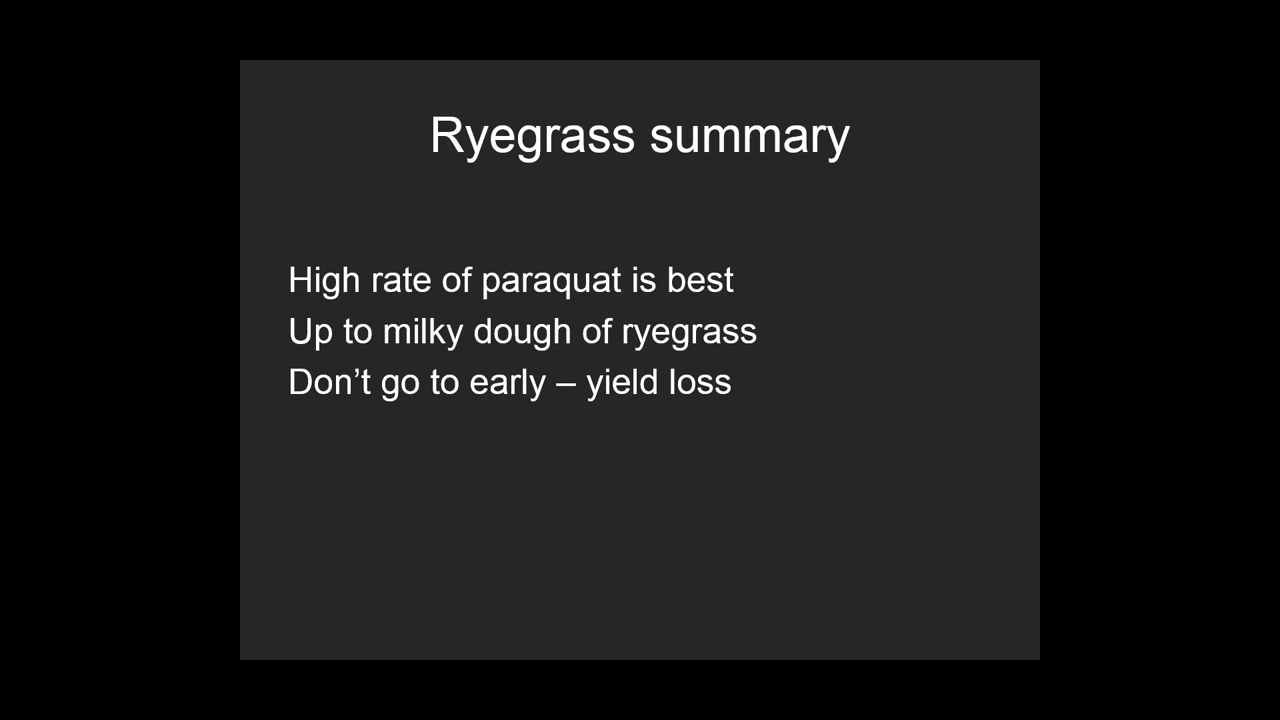 Ryegrass summary
High rate of paraquat is best
Up to milky dough of ryegrass
Don’t go to early – yield loss